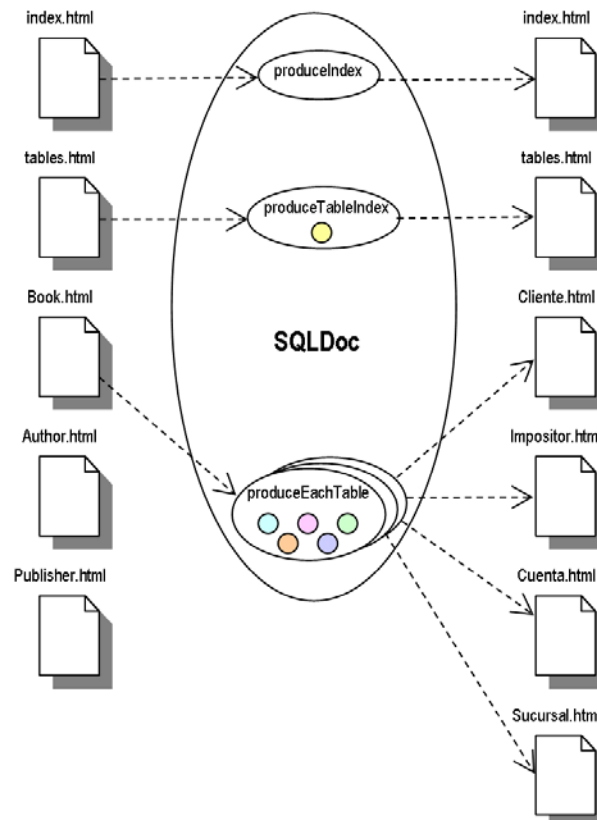 index.html
index.html
produceIndex
tables.html
tables.html
produceTableIndex
Book.html
Cliente.html
SQLDoc
Author.html
Impositor.htm
produceEachTable
Publisher.html
Cuenta.html
Sucursal.htm